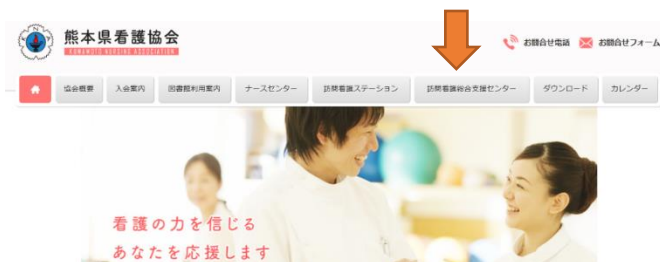 熊本県看護協会
KUMAMOTO NURSING ASSOCIATION
お問合せ電話 お問合せフォーム
協会概要 入会案内 図書館利用案内 ナースセンター 訪問看護ステーション 訪問看護総合支援センター ダウンロード カレンダー
看護の力を信じる
あなたを応援します